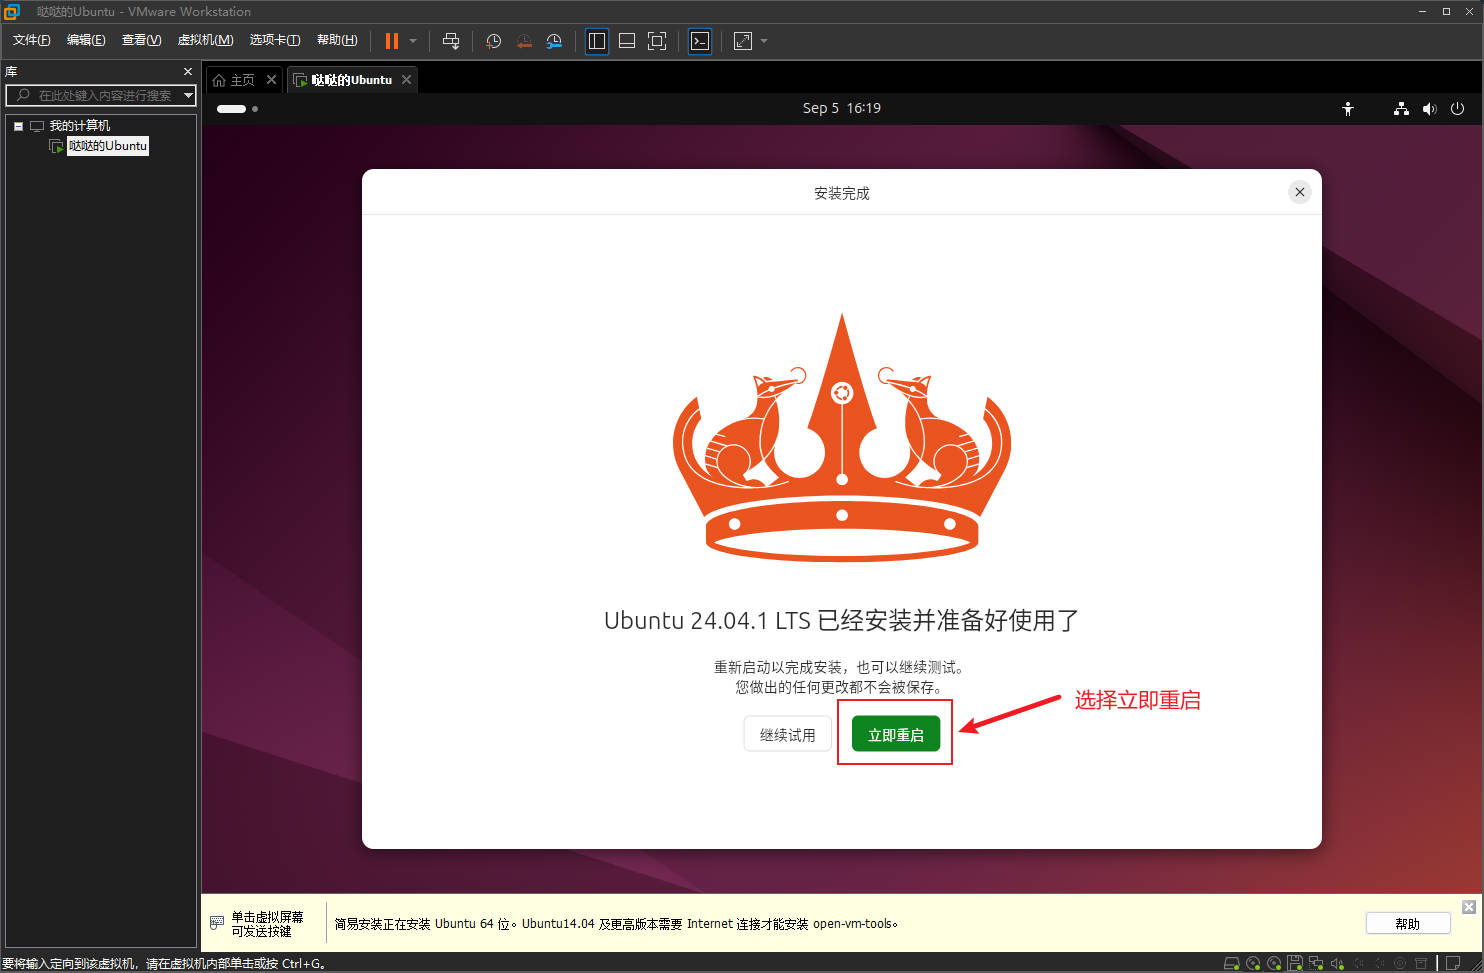 哒哒的Ubuntu - VMware Workstation
文件(F) 编辑(E) 查看(V) 虚拟机(M) 选项卡(T) 帮助(H)
库
主页
哒哒的Ubuntu
在此处键入内容进行搜索
我的计算机
哒哒的Ubuntu
Sep 5 16:19
安装完成
Ubuntu 24.04.1 LTS 已经安装并准备好使用了
重新启动以完成安装，也可以继续测试。
您做出的任何更改都不会被保存。
选择立即重启
继续试用
立即重启
单击虚拟屏幕
可发送按键
简易安装正在安装 Ubuntu 64 位。Ubuntu14.04 及更高版本需要 Internet 连接才能安装 open-vm-tools。
帮助
要将输入定向到该虚拟机，请在虚拟机内部单击或按 Ctrl+G。